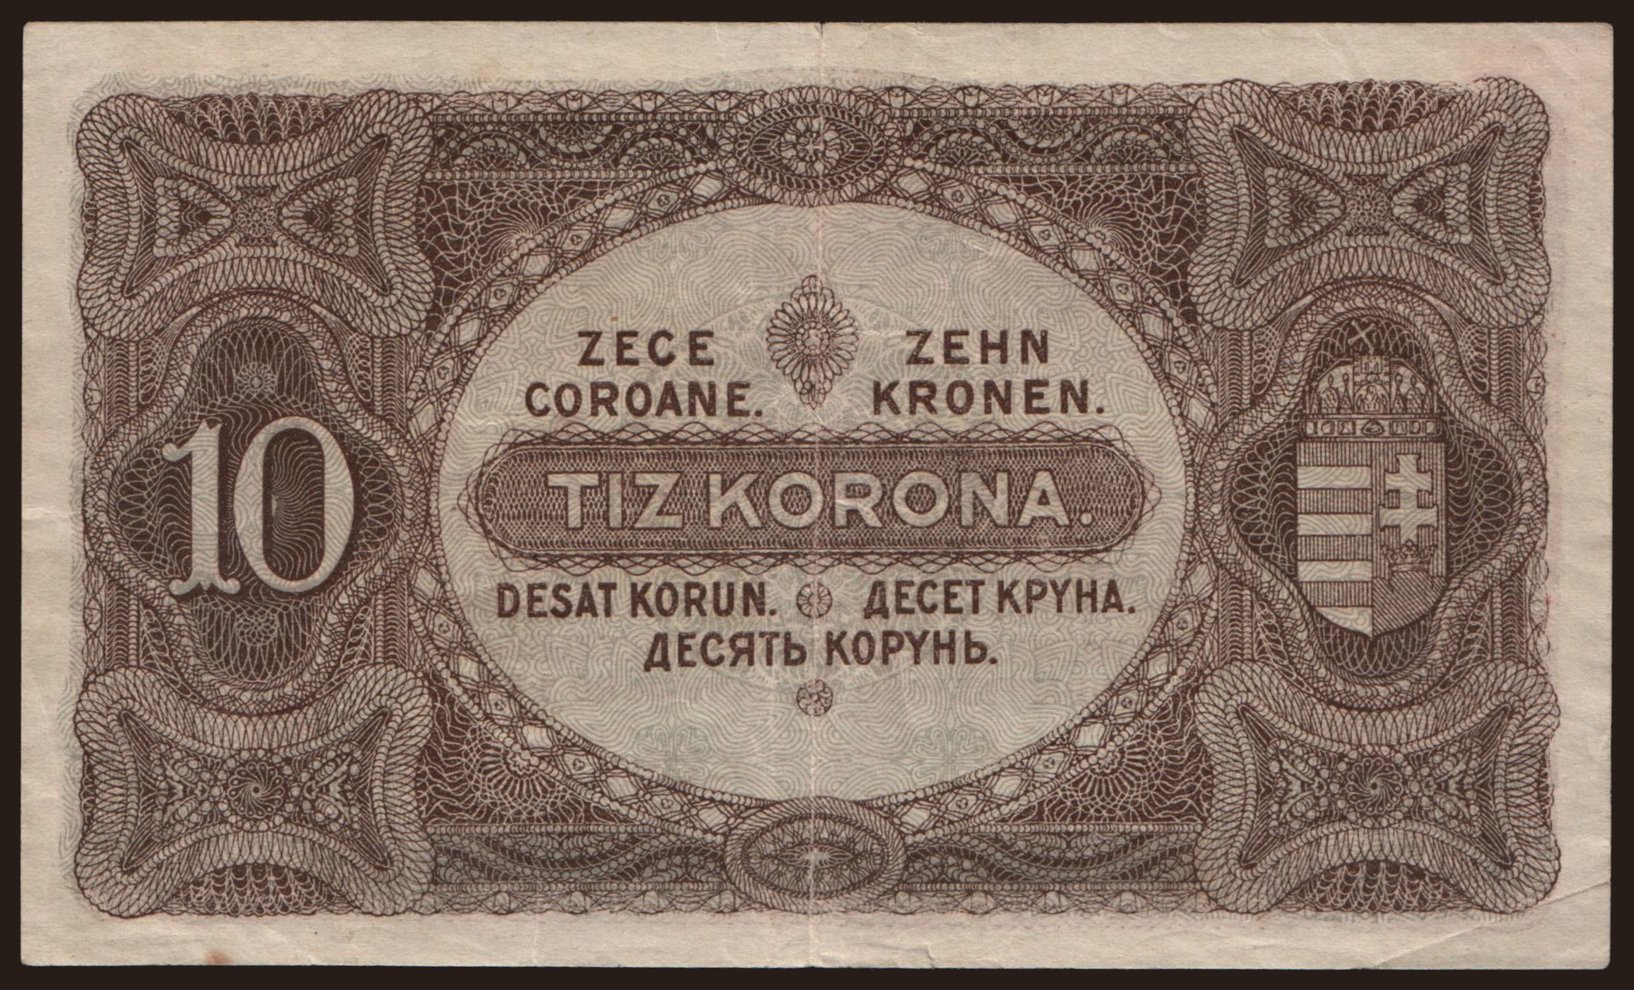 ZECE
COROANE.
ZEHN
KRONEN.
10
TIZ KORONA.
DESAT KORUN.
ДЕСЕТ КРУНА.
ДЕСЯТЬ КОРУНЬ.